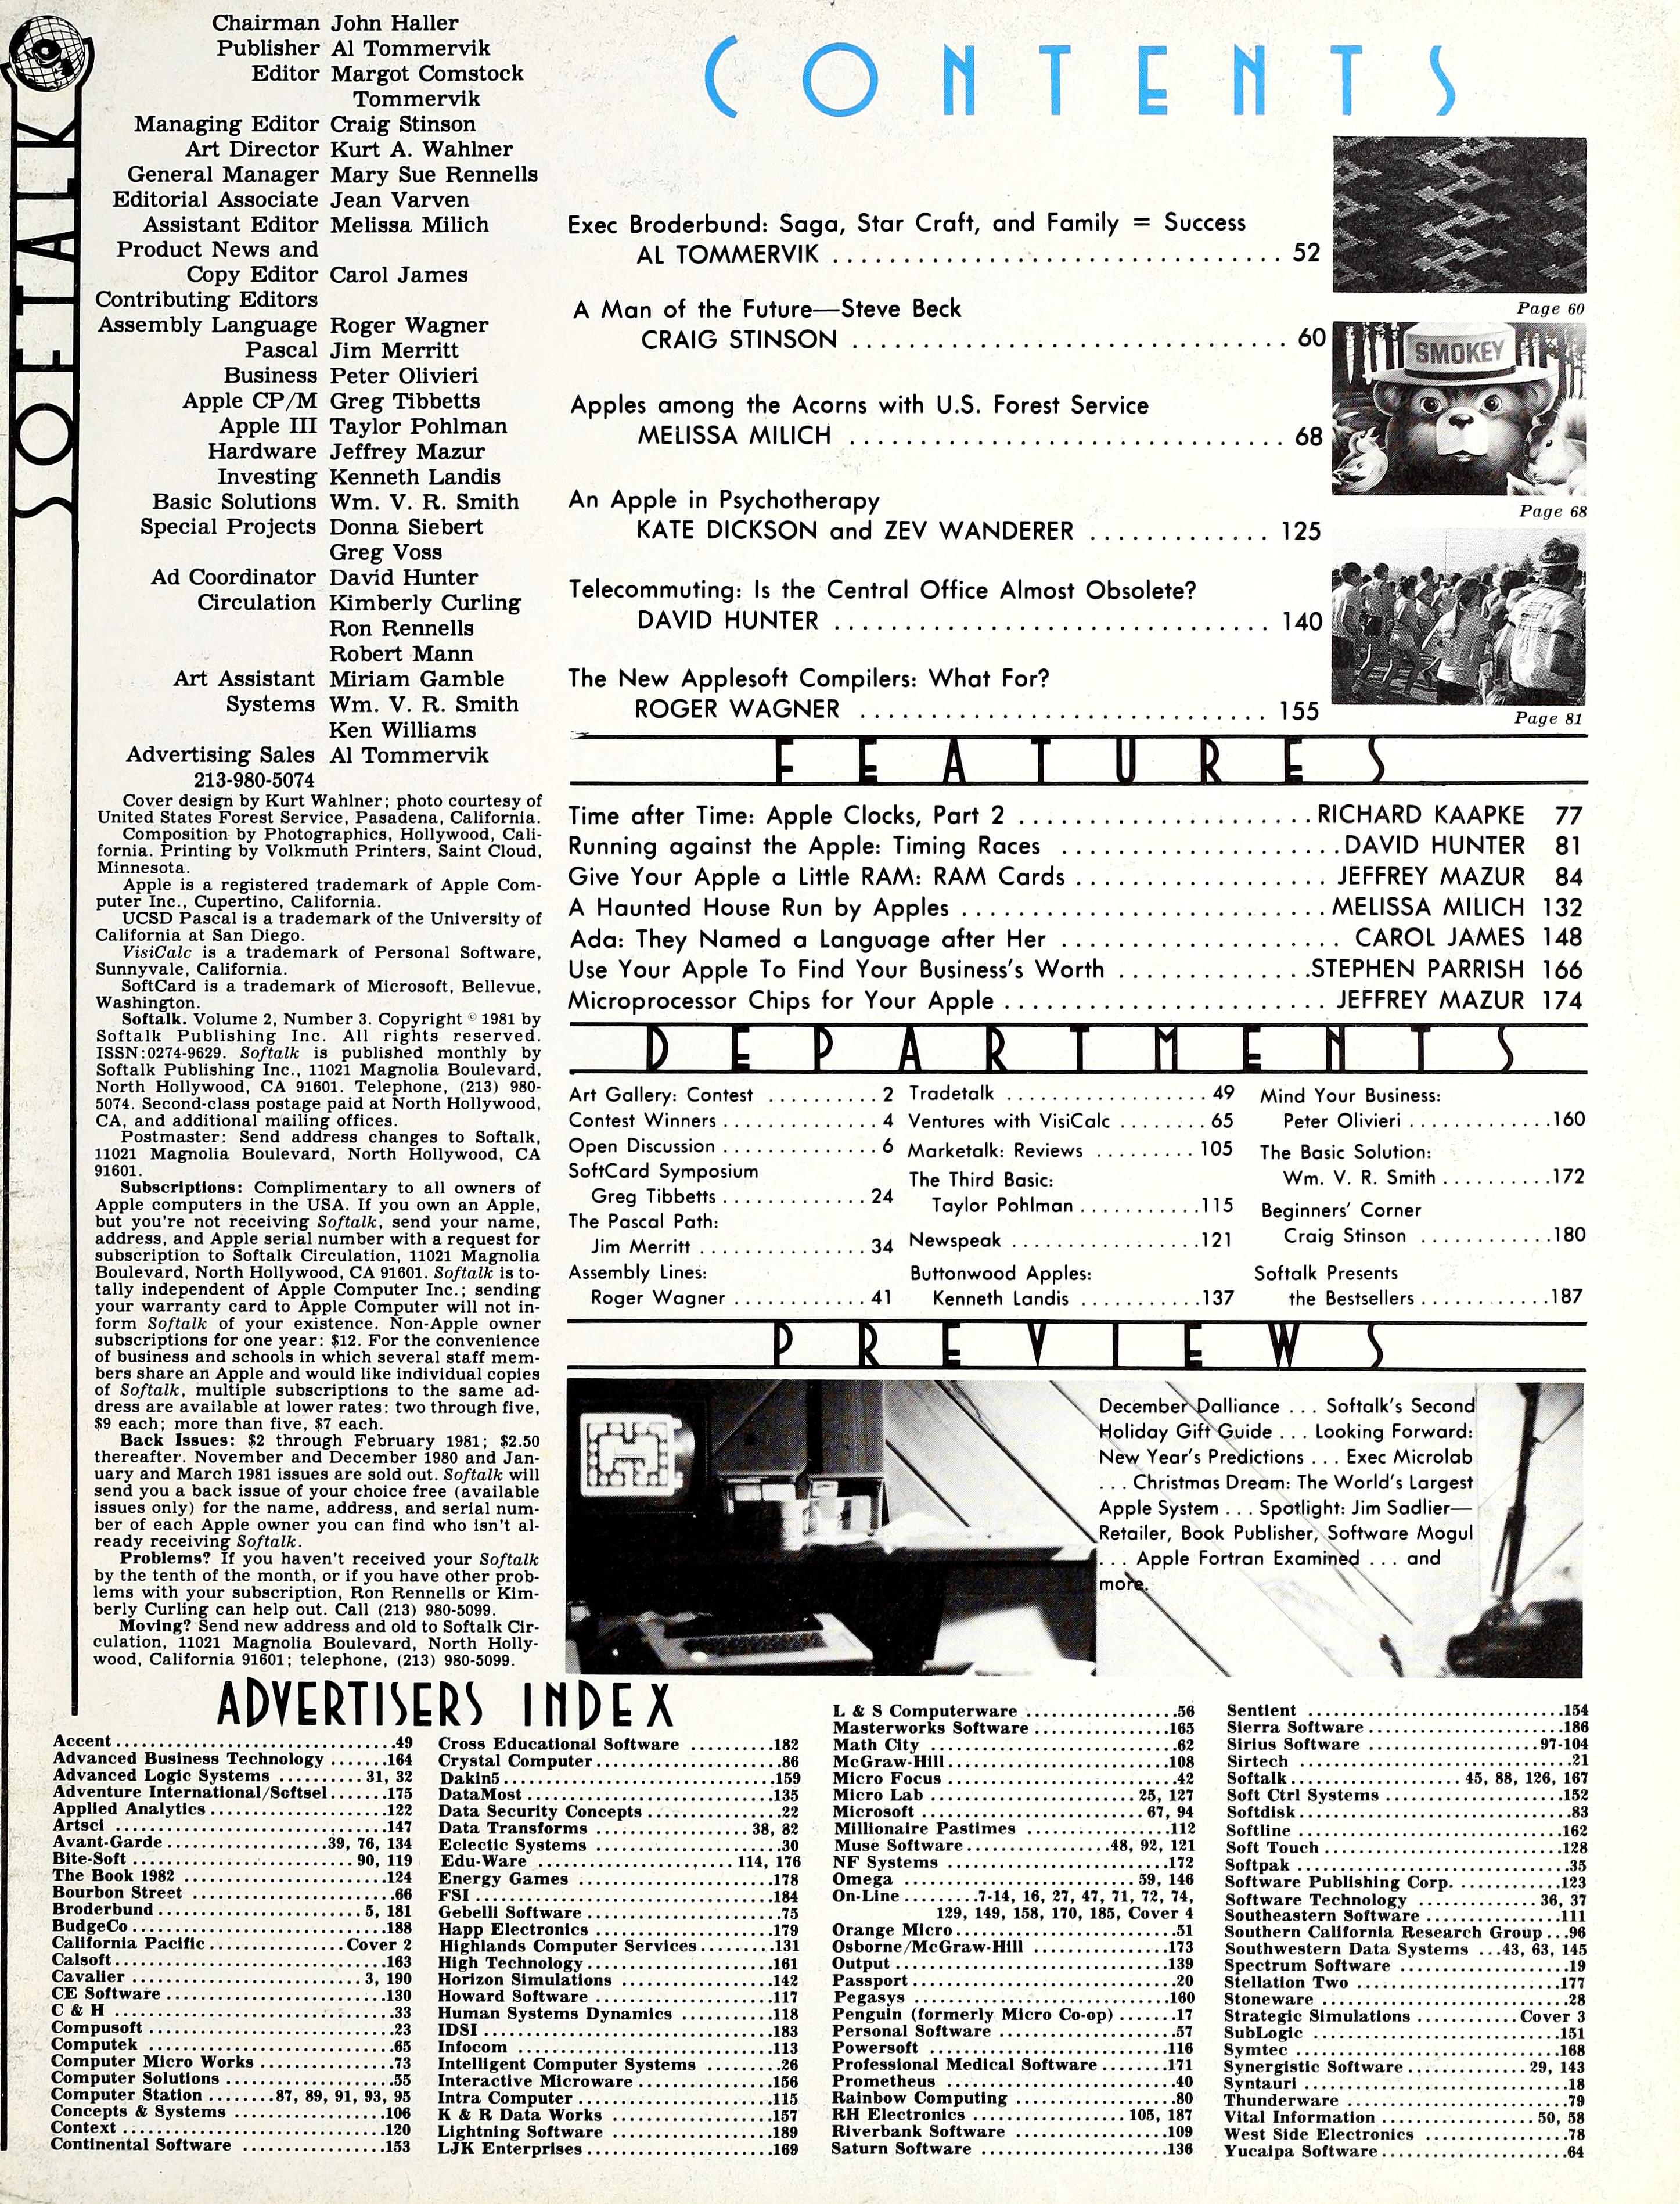 SOFTALK
Chairman John Haller
Publisher Al Tommervik
Editor Margot Comstock
Tommervik
Managing Editor Craig Stinson
Art Director Kurt A. Wahlner
General Manager Mary Sue Rennells
Editorial Associate Jean Varven
Assistant Editor Melissa Milich
Product News and
Copy Editor Carol James
Contributing Editors
Assembly Language Roger Wagner
Pascal Jim Merritt
Business Peter Olivieri
Apple CP/M Greg Tibbetts
Apple III Taylor Pohlman
Hardware Jeffrey Mazur
Investing Kenneth Landis
Basic Solutions Wm. V. R. Smith
Special Projects Donna Siebert
Greg Voss
Ad Coordinator David Hunter
Circulation Kimberly Curling
Ron Rennells
Robert Mann
Art Assistant Miriam Gamble
Systems Wm. V. R. Smith
Ken Williams
Advertising Sales Al Tommervik
213-980-5074
Cover design by Kurt Wahlner; photo courtesy of
United States Forest Service, Pasadena, California.
Composition by Photographics, Hollywood, Cali-
fornia. Printing by Volkmuth Printers, Saint Cloud,
Minnesota.
Apple is a registered trademark of Apple Com-
puter Inc., Cupertino, California.
UCSD Pascal is a trademark of the University of
California at San Diego.
VisiCalc is a trademark of Personal Software,
Sunnyvale, California.
SoftCard is a trademark of Microsoft, Bellevue,
Washington.
Softalk. Volume 2, Number 3. Copyright © 1981 by
Softalk Publishing Inc. All rights reserved.
ISSN:0274-9629. Softalk is published monthly by
Softalk Publishing Inc., 11021 Magnolia Boulevard,
North Hollywood, CA 91601. Telephone, (213) 980-
5074. Second-class postage paid at North Hollywood,
CA, and additional mailing offices.
Postmaster: Send address changes to Softalk,
11021 Magnolia Boulevard, North Hollywood, CA
91601.
Subscriptions: Complimentary to all owners of
Apple computers in the USA. If you own an Apple,
but you're not receiving Softalk, send your name,
address, and Apple serial number with a request for
subscription to Softalk Circulation, 11021 Magnolia
Boulevard, North Hollywood, CA 91601. Softalk is to-
tally independent of Apple Computer Inc.; sending
your warranty card to Apple Computer will not in-
form Softalk of your existence. Non-Apple owner
subscriptions for one year: $12. For the convenience
of business and schools in which several staff mem-
bers share an Apple and would like individual copies
of Softalk, multiple subscriptions to the same ad-
dress are available at lower rates: two through five,
$9 each; more than five, $7 each.
Back Issues: $2 through February 1981; $2.50
thereafter. November and December 1980 and Jan-
uary and March 1981 issues are sold out. Softalk will
send you a back issue of your choice free (available
issues only) for the name, address, and serial num-
ber of each Apple owner you can find who isn't al-
ready receiving Softalk.
Problems? If you haven't received your Softalk
by the tenth of the month, or if you have other prob-
lems with your subscription, Ron Rennells or Kim-
berly Curling can help out. Call (213) 980-5099.
Moving? Send new address and old to Softalk Cir-
culation, 11021 Magnolia Boulevard, North Holly-
wood, California 91601; telephone, (213) 980-5099.
CONTENTS
Exec Broderbund: Saga, Star Craft, and Family = Success
AL TOMMERVIK 52
A Man of the Future—Steve Beck
CRAIG STINSON 60
Apples among the Acorns with U.S. Forest Service
MELISSA MILICH 68
An Apple in Psychotherapy
KATE DICKSON and ZEV WANDERER 125
Telecommuting: Is the Central Office Almost Obsolete?
DAVID HUNTER 140
The New Applesoft Compilers: What For?
ROGER WAGNER 155
Page 60
SMOKEY
Page 68
Page 81
FEATURES
Time after Time: Apple Clocks, Part 2 RICHARD KAAPKE 77
Running against the Apple: Timing Races DAVID HUNTER 81
Give Your Apple a Little RAM: RAM Cards JEFFREY MAZUR 84
A Haunted House Run by Apples MELISSA MILICH 132
Ada: They Named a Language after Her CAROL JAMES 148
Use Your Apple To Find Your Business's Worth STEPHEN PARRISH 166
Microprocessor Chips for Your Apple JEFFREY MAZUR 174
DEPARTMENTS
Art Gallery: Contest 2
Contest Winners 4
Open Discussion 6
SoftCard Symposium
Greg Tibbetts 24
The Pascal Path:
Jim Merritt 34
Assembly Lines:
Roger Wagner 41
Tradetalk 49
Ventures with VisiCalc 65
Marketalk: Reviews 105
The Third Basic:
Taylor Pohlman 115
Newspeak 121
Buttonwood Apples:
Kenneth Landis 137
Mind Your Business:
Peter Olivieri 160
The Basic Solution:
Wm. V. R. Smith 172
Beginners' Corner
Craig Stinson 180
Softalk Presents
the Bestsellers 187
PREVIEWS
December Dalliance . . . Softalk's Second
Holiday Gift Guide . . . Looking Forward:
New Year's Predictions . . . Exec Microlab
. . . Christmas Dream: The World's Largest
Apple System . . . Spotlight: Jim Sadlier—
Retailer, Book Publisher, Software Mogul
. . . Apple Fortran Examined . . . and
more.
ADVERTISERS INDEX
Accent 49
Advanced Business Technology 164
Advanced Logic Systems 31, 32
Adventure International/Softsel 175
Applied Analytics 122
Artsci 147
Avant-Garde 39, 76, 134
Bite-Soft 90, 119
The Book 1982 124
Bourbon Street 66
Broderbund 5, 181
BudgeCo 188
California Pacific Cover 2
Calsoft 163
Cavalier 3, 190
CE Software 130
C & H 33
Compusoft 23
Computek 65
Computer Micro Works 73
Computer Solutions 55
Computer Station 87, 89, 91, 93, 95
Concepts & Systems 106
Context 120
Continental Software 153
Cross Educational Software 182
Crystal Computer 86
Dakin5 159
DataMost 135
Data Security Concepts 22
Data Transforms 38, 82
Eclectic Systems 30
Edu-Ware 114, 176
Energy Games 178
FSI 184
Gebelli Software 75
Happ Electronics 179
Highlands Computer Services 131
High Technology 161
Horizon Simulations 142
Howard Software 117
Human Systems Dynamics 118
IDSI 183
Infocom 113
Intelligent Computer Systems 26
Interactive Microware 156
Intra Computer 115
K & R Data Works 157
Lightning Software 189
LJK Enterprises 169
L & S Computerware 56
Masterworks Software 165
Math City 62
McGraw-Hill 108
Micro Focus 42
Micro Lab 25, 127
Microsoft 67, 94
Millionaire Pastimes 112
Muse Software 48, 92, 121
NF Systems 172
Omega 59, 146
On-Line 7-14, 16, 27, 47, 71, 72, 74,
129, 149, 158, 170, 185, Cover 4
Orange Micro 51
Osborne/McGraw-Hill 173
Output 139
Passport 20
Pegasys 160
Penguin (formerly Micro Co-op) 17
Personal Software 57
Powersoft 116
Professional Medical Software 171
Prometheus 40
Rainbow Computing 80
RH Electronics 105, 187
Riverbank Software 109
Saturn Software 136
Sentient 154
Sierra Software 186
Sirius Software 97-104
Sirtech 21
Softalk 45, 88, 126, 167
Soft Ctrl Systems 152
Softdisk 83
Softline 162
Soft Touch 128
Softpak 35
Software Publishing Corp. 123
Software Technology 36, 37
Southeastern Software 111
Southern California Research Group 96
Southwestern Data Systems 43, 63, 145
Spectrum Software 19
Stellation Two 177
Stoneware 28
Strategic Simulations Cover 3
SubLogic 151
Symtec 168
Synergistic Software 29, 143
Syntauri 18
Thunderware 79
Vital Information 50, 58
West Side Electronics 78
Yucaipa Software 64